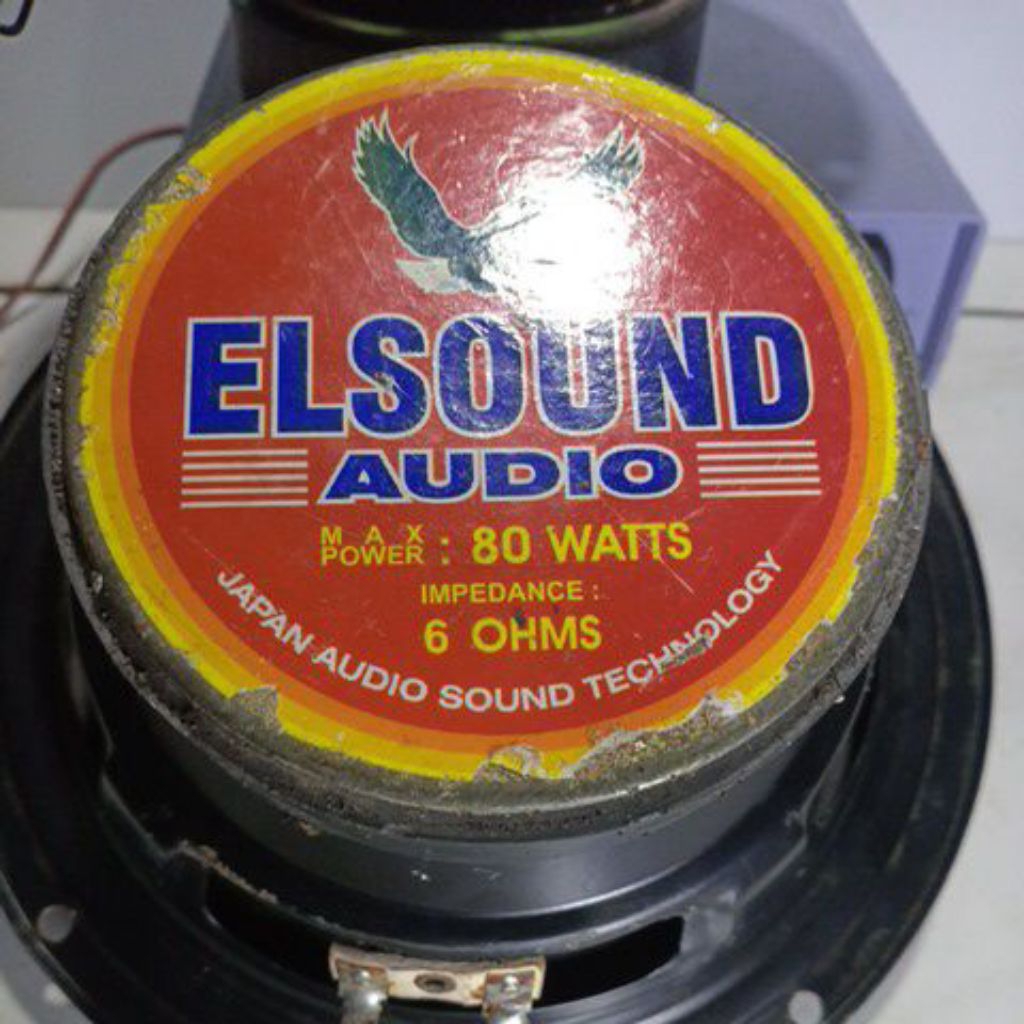 ELSOUND
AUDIO
MAX POWER : 80 WATTS
IMPEDANCE :
6 OHMS
JAPAN AUDIO SOUND TECHNOLOGY